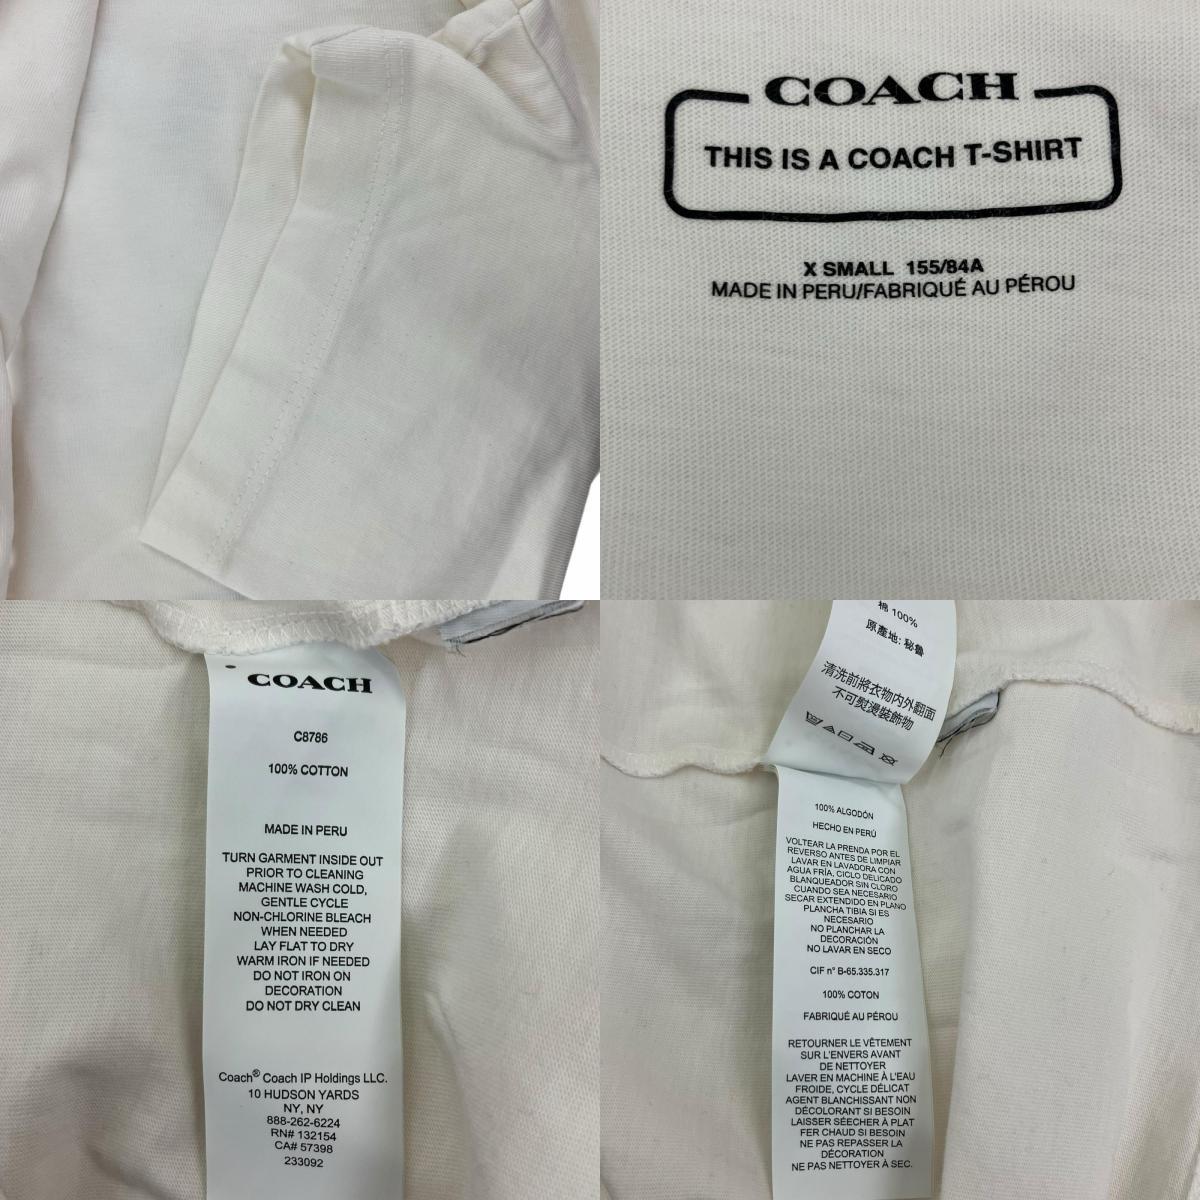 COACH
THIS IS A COACH T-SHIRT
X SMALL 155/84A
MADE IN PERU/FABRIQUÉ AU PÉROU
COACH
C8786
100% COTTON
MADE IN PERU
TURN GARMENT INSIDE OUT
PRIOR TO CLEANING
MACHINE WASH COLD,
GENTLE CYCLE
NON-CHLORINE BLEACH
WHEN NEEDED
LAY FLAT TO DRY
WARM IRON IF NEEDED
DO NOT IRON ON
DECORATION
DO NOT DRY CLEAN
Coach® Coach IP Holdings LLC.
10 HUDSON YARDS
NY, NY
888-262-6224
RN# 132154
CA# 57398
233092
棉 100%
原產地: 秘魯
清洗前將衣物內外翻面
不可熨燙裝飾物
100% ALGODÓN
HECHO EN PERÚ
VOLTEAR LA PRENDA POR EL
REVERSO ANTES DE LIMPIAR
LAVAR EN LAVADORA CON
AGUA FRÍA, CICLO DELICADO
BLANQUEADOR SIN CLORO
CUANDO SEA NECESARIO
SECAR EXTENDIDO EN PLANO
PLANCHA TIBIA SI ES
NECESARIO
NO PLANCHAR LA
DECORACIÓN
NO LAVAR EN SECO
CIF n° B-65.335.317
100% COTON
FABRIQUÉ AU PÉROU
RETOURNER LE VÊTEMENT
SUR L'ENVERS AVANT
DE NETTOYER
LAVER EN MACHINE À L'EAU
FROIDE, CYCLE DÉLICAT
AGENT BLANCHISSANT NON
DÉCOLORANT SI BESOIN
LAISSER SÉECHER À PLAT
FER CHAUD SI BESOIN
NE PAS REPASSER LA
DÉCORATION
NE PAS NETTOYER À SEC.